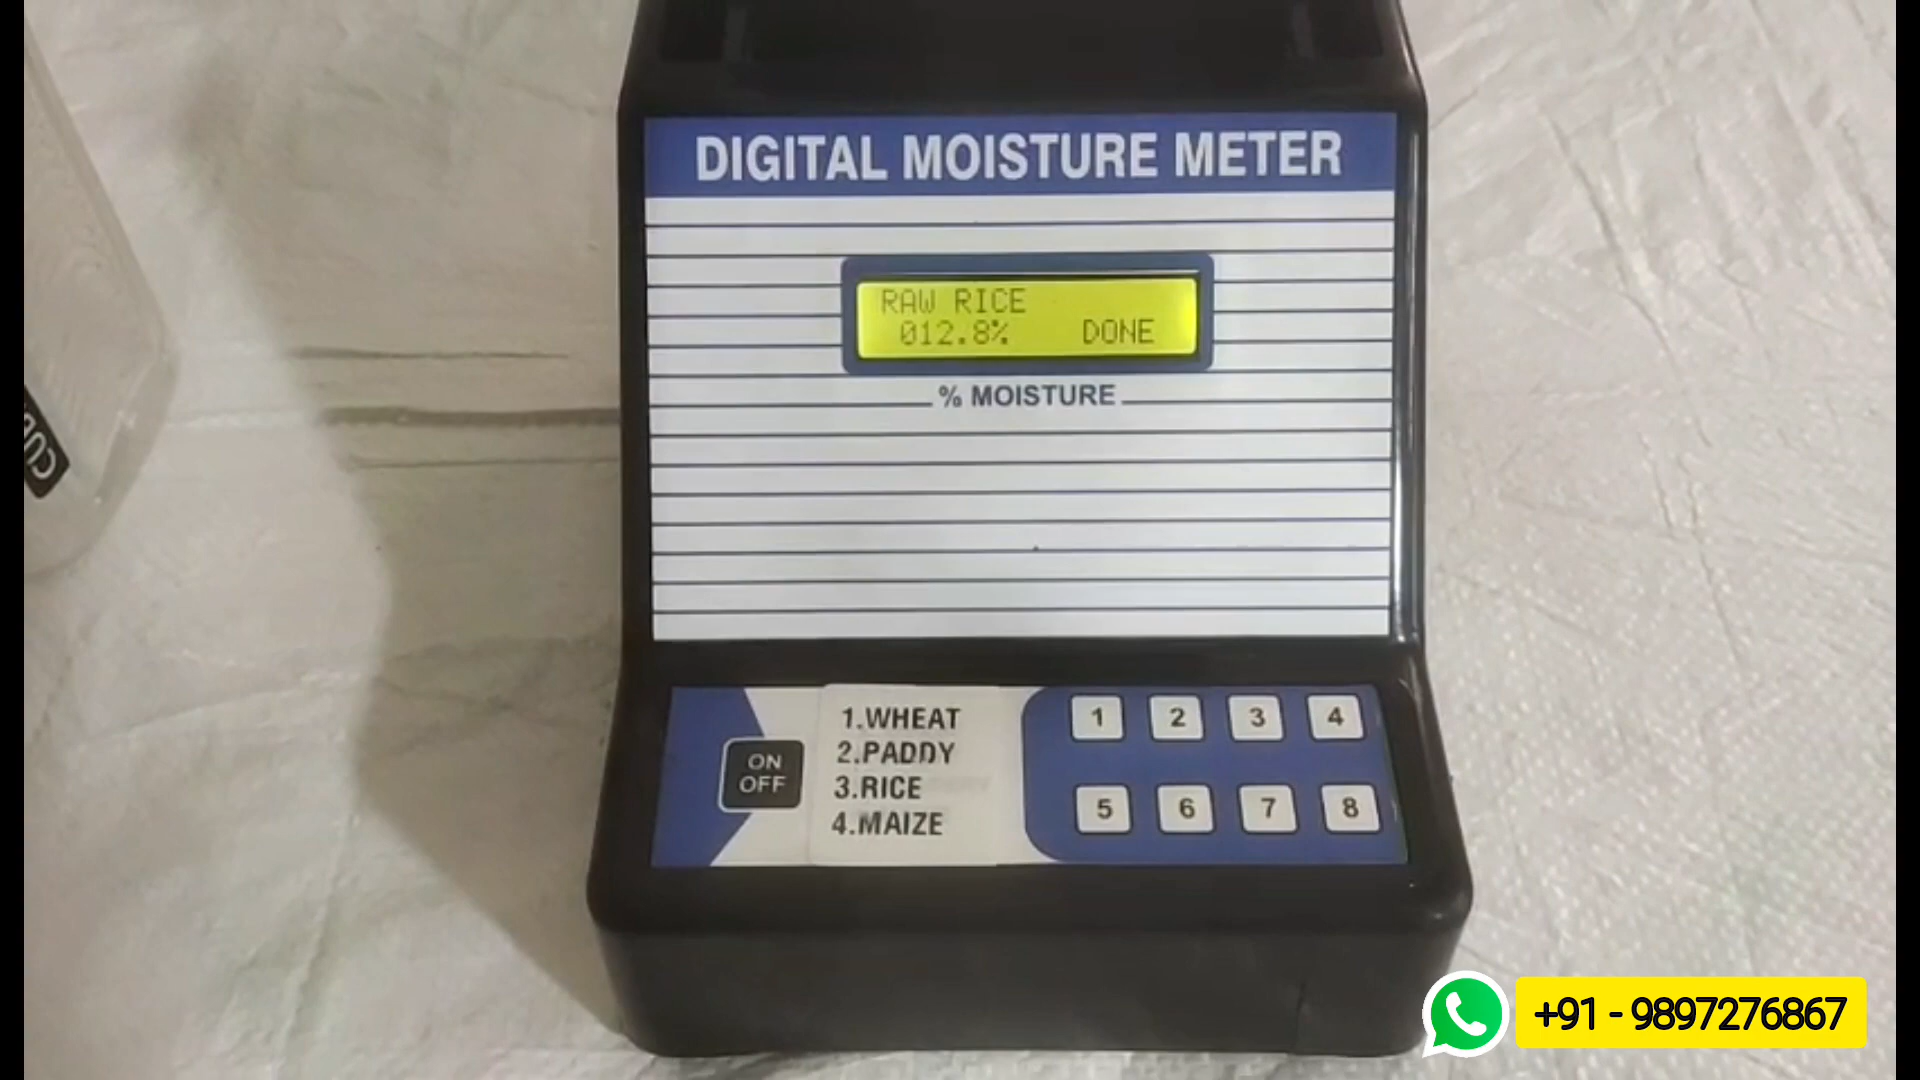 DIGITAL MOISTURE METER
RAW RICE
012.8% DONE
% MOISTURE
ON
OFF
1.WHEAT
2.PADDY
3.RICE
4.MAIZE
1 2 3 4
5 6 7 8
+91 - 9897276867